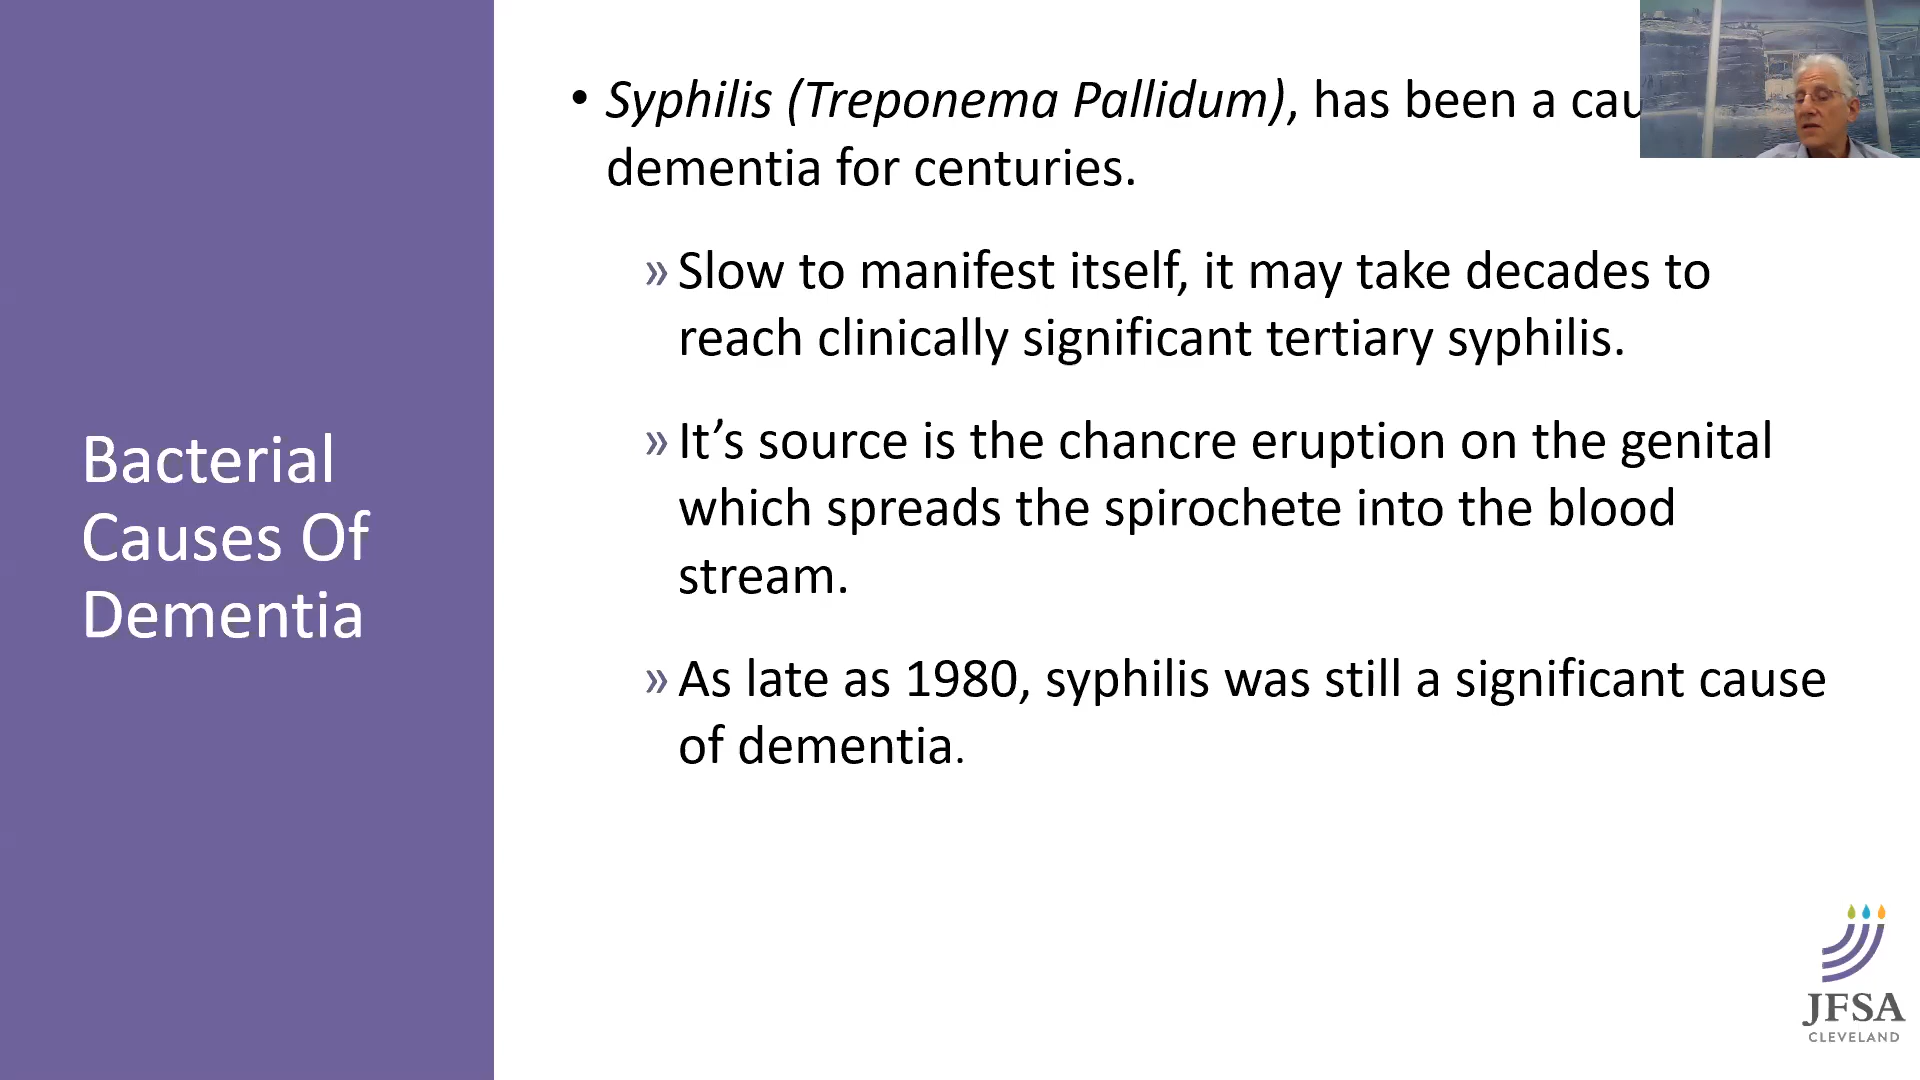 Bacterial
Causes Of
Dementia
• Syphilis (Treponema Pallidum), has been a
dementia for centuries.
» Slow to manifest itself, it may take decades to
reach clinically significant tertiary syphilis.
» It’s source is the chancre eruption on the genital
which spreads the spirochete into the blood
stream.
» As late as 1980, syphilis was still a significant cause
of dementia.
JFSA
CLEVELAND